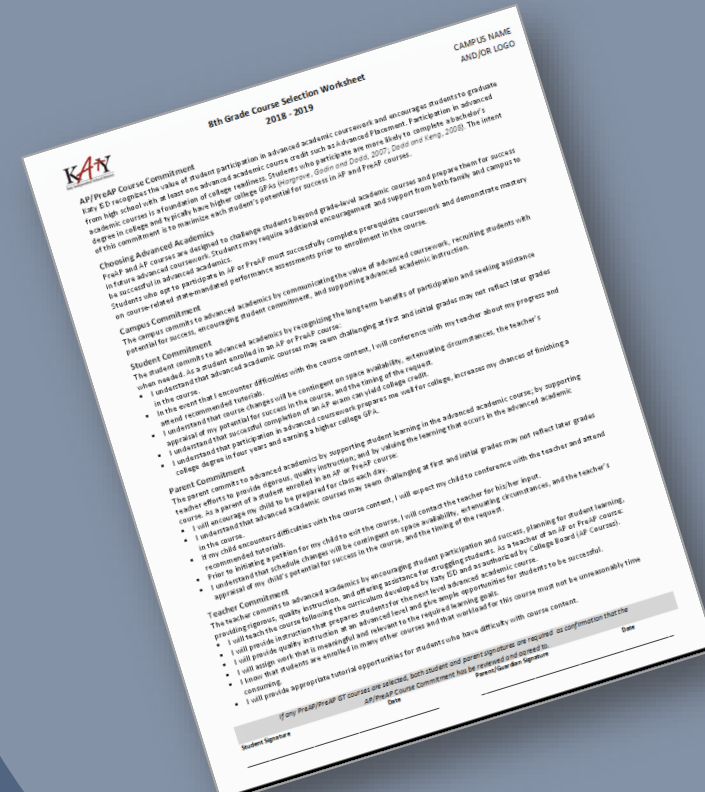 CAMPUS NAME
AND/OR LOGO
8th Grade Course Selection Worksheet
2018 - 2019
KATY
AP/PreAP Course Commitment
Katy ISD recognizes the value of student participation in advanced academic coursework and encourages students to graduate
from high school with at least one advanced academic course credit such as Advanced Placement. Participation in advanced
academic courses is a foundation of college readiness. Students who participate are more likely to complete a bachelor's
degree in college and typically have higher college GPAs (Hargrove, Godin and Dodd, 2007; Dodd and Keng, 2008). The intent
of this commitment is to maximize each student's potential for success in AP and PreAP courses.
Choosing Advanced Academics
PreAP and AP courses are designed to challenge students beyond grade-level academic courses and prepare them for success
in future advanced coursework. Students may require additional encouragement and support from both family and campus to
be successful in advanced academics.
Students who opt to participate in AP or PreAP must successfully complete prerequisite coursework and demonstrate mastery
on course-related state-mandated performance assessments prior to enrollment in the course.
Campus Commitment
The campus commits to advanced academics by communicating the value of advanced coursework, recruiting students with
potential for success, encouraging student commitment, and supporting advanced academic instruction.
Student Commitment
The student commits to advanced academics by recognizing the long term benefits of participation and seeking assistance
when needed. As a student enrolled in an AP or PreAP course:
• I understand that advanced academic courses may seem challenging at first and initial grades may not reflect later grades
in the course.
• In the event that I encounter difficulties with the course content, I will conference with my teacher about my progress and
attend recommended tutorials.
• I understand that course changes will be contingent on space availability, extenuating circumstances, the teacher's
appraisal of my potential for success in the course, and the timing of the request.
• I understand that successful completion of an AP exam can yield college credit.
• I understand that participation in advanced coursework prepares me well for college, increases my chances of finishing a
college degree in four years and earning a higher college GPA.
Parent Commitment
The parent commits to advanced academics by supporting student learning in the advanced academic course; by supporting
teacher efforts to provide rigorous, quality instruction; and by valuing the learning that occurs in the advanced academic
course. As a parent of a student enrolled in an AP or PreAP course:
• I will encourage my child to be prepared for class each day.
• I understand that advanced academic courses may seem challenging at first and initial grades may not reflect later grades
in the course.
• If my child encounters difficulties with the course content, I will expect my child to conference with the teacher and attend
recommended tutorials.
• Prior to initiating a petition for my child to exit the course, I will contact the teacher for his/her input.
• I understand that schedule changes will be contingent on space availability, extenuating circumstances, and the teacher's
appraisal of my child's potential for success in the course, and the timing of the request.
Teacher Commitment
The teacher commits to advanced academics by encouraging student participation and success, planning for student learning,
providing rigorous, quality instruction, and offering assistance for struggling students. As a teacher of an AP or PreAP course:
• I will teach the course following the curriculum developed by Katy ISD and as authorized by College Board (AP Courses).
• I will provide instruction that prepares students for the next level advanced academic course.
• I will provide quality instruction at an advanced level and give ample opportunities for students to be successful.
• I will assign work that is meaningful and relevant to the required learning goals.
• I know that students are enrolled in many other courses and that workload for this course must not be unreasonably time
consuming.
• I will provide appropriate tutorial opportunities for students who have difficulty with course content.
If any PreAP/PreAP GT courses are selected, both student and parent signatures are required as confirmation that the
AP/PreAP Course Commitment has be reviewed and agreed to.
Student Signature Date Parent/Guardian Signature Date